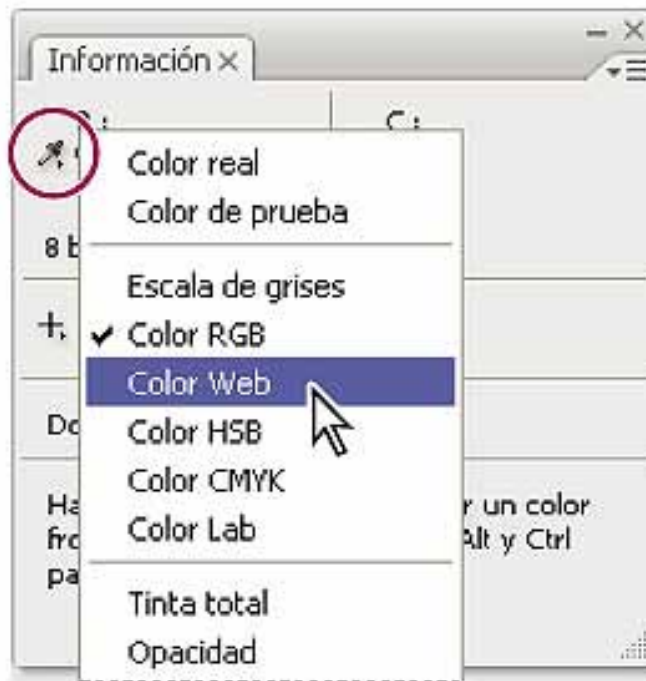 Información
C:
Color real
Color de prueba
8 b
Escala de grises
Color RGB
Color Web
Color HSB
Color CMYK
Color Lab
r un color
Alt y Ctrl
Tinta total
Opacidad